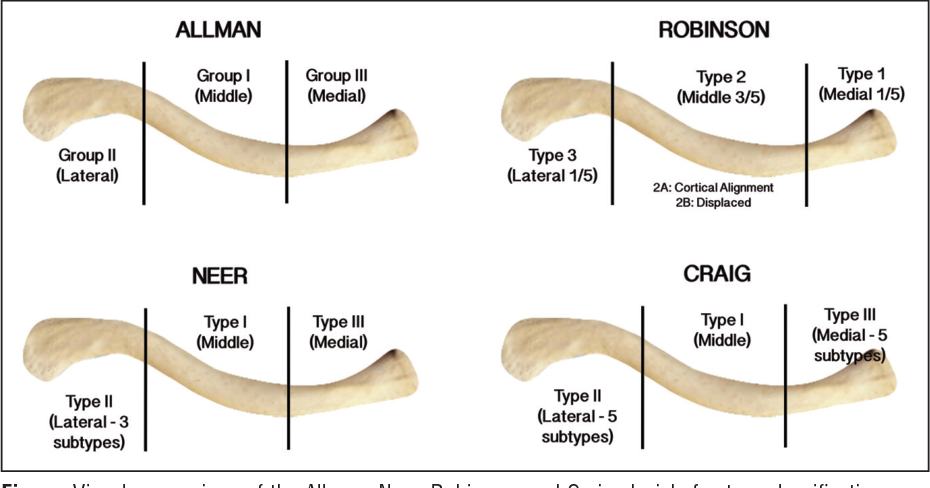 ALLMAN
Group I
(Middle)
Group III
(Medial)
Group II
(Lateral)
ROBINSON
Type 2
(Middle 3/5)
Type 1
(Medial 1/5)
Type 3
(Lateral 1/5)
2A: Cortical Alignment
2B: Displaced
NEER
Type I
(Middle)
Type III
(Medial)
Type II
(Lateral - 3
subtypes)
CRAIG
Type I
(Middle)
Type III
(Medial - 5
subtypes)
Type II
(Lateral - 5
subtypes)